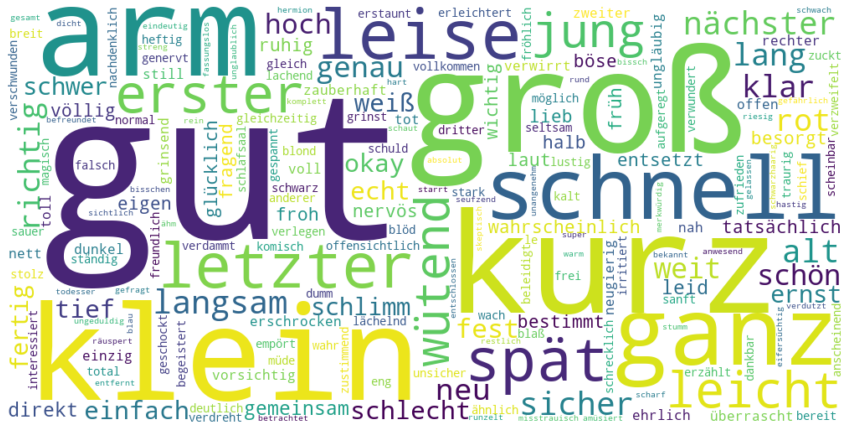 gesamt
eindeutig
hermion
erstaunt
erleichtert
zweiter
dicht
schwach
breit
arm
heftig
hoch
leise
fröhlich
jung
nächster
streng
fassungslos
unglaublich
nachdenklich
genervt
ruhig
gleich
lachend
vollkommen
verwirrt
böse
ungläubig
lang
rechter
zuckt
verschwunden
schwer
still
genau
hart
rund
bissch
wichtig
verwundert
gefährlich
erster
zauberhaft
groß
früh
aufgeregt
klar
riesig
verzweifelt
völlig
komplett
weiß
schaut
lieb
möglich
offen
befreundet
normal
rein
gleichzeitig
grinst
tot
seltsam
rot
richtig
magisch
gut
grinsend
glücklich
fragend
schlafsaal
gespannt
blond
schuld
dritter
halb
besorgt
schwarzhaarig
schief
scheinbar
falsch
voll
okay
absolut
laut
lustig
entsetzt
zufrieden
gelassen
traurig
toll
bisschen
schwarz
anderer
echt
starrt
unangenehm
schnell
hastig
eigen
sichtlich
freundlich
froh
nervös
stark
seufzend
kalt
merkwürdig
sauer
ähm
verlegen
blöd
wütend
skeptisch
wahrscheinlich
nah
tatsächlich
nett
dunkel
verdammt
komisch
offensichtlich
super
bekannt
anwesend
ständig
kurz
beleidigt
stolz
todesser
gefragt
letzter
entschlossen
warm
frei
neugierig
irritiert
weit
alt
schön
ungeduldig
blau
dumm
leid
sanft
ernst
fertig
interessiert
tief
klein
langsam
schlimm
wach
verdutzt
räuspert
geschockt
begeistert
erschrocken
lächelnd
fest
bestimmt
blaß
schrecklich
stumm
ganz
eifersüchtig
anscheinend
einzig
empört
wahr
zustimmend
unsicher
restlich
total
müde
spät
erzählt
dankbar
entfernt
vorsichtig
eng
neu
leicht
scharf
direkt
einfach
deutlich
verdreht
gemeinsam
betrachtet
schlecht
ähnlich
runzelt
sicher
misstrauisch
amüsiert
ehrlich
überrascht
bereit